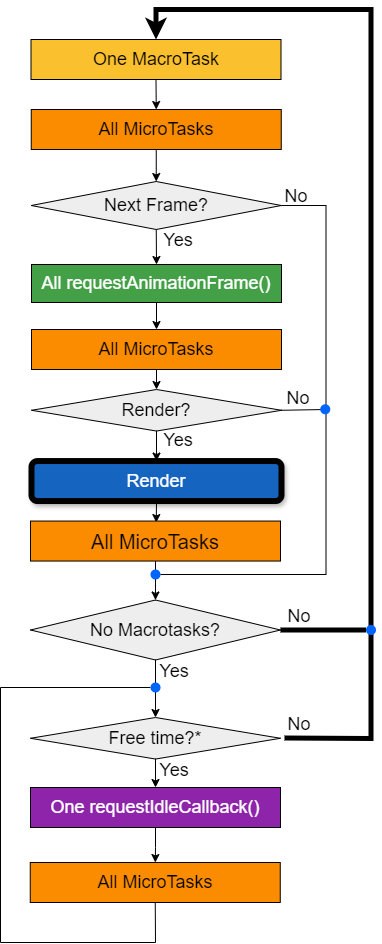 One MacroTask
All MicroTasks
Next Frame?
No
Yes
All requestAnimationFrame()
All MicroTasks
Render?
No
Yes
Render
All MicroTasks
No Macrotasks?
No
Yes
Free time?*
No
Yes
One requestIdleCallback()
All MicroTasks